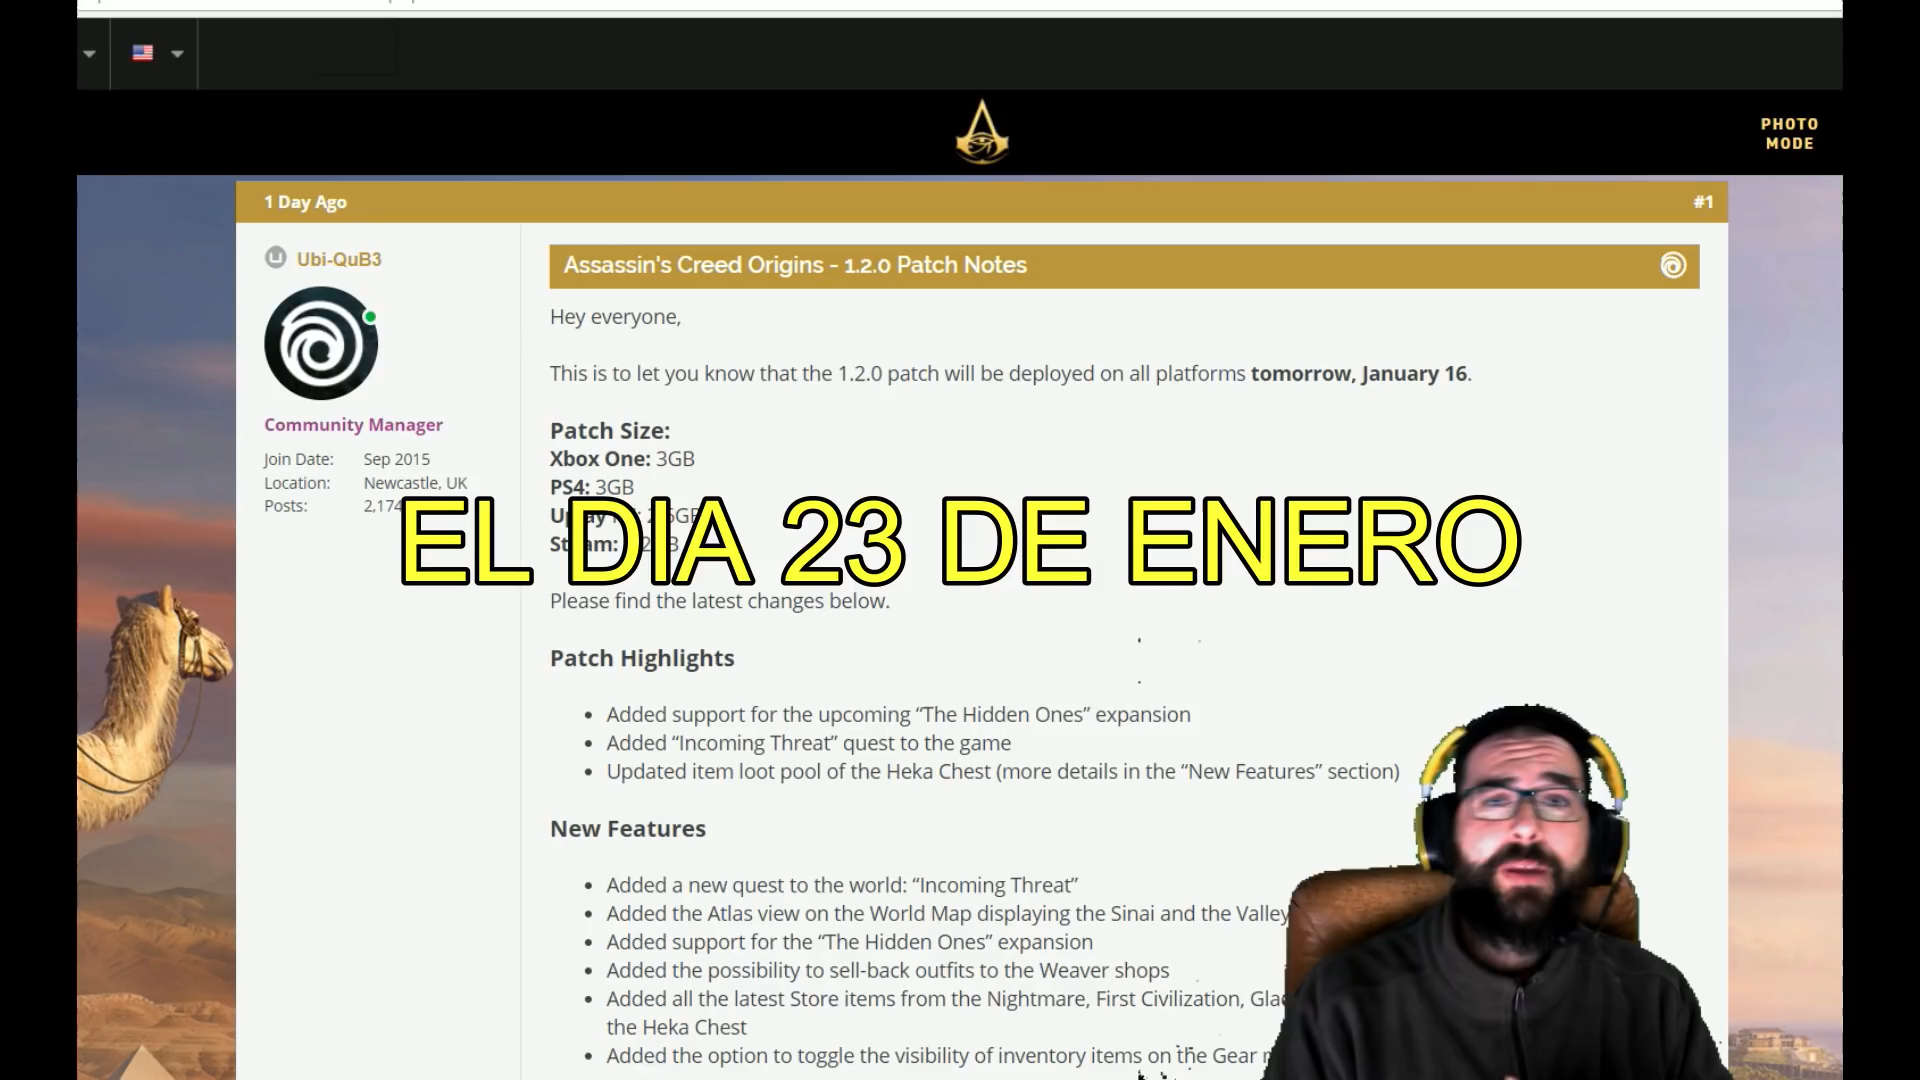 PHOTO
MODE
1 Day Ago
#1
Ubi-QuB3
Assassin's Creed Origins - 1.2.0 Patch Notes
Hey everyone,
This is to let you know that the 1.2.0 patch will be deployed on all platforms tomorrow, January 16.
Community Manager
Join Date: Sep 2015
Location: Newcastle, UK
Posts: 2,174
Patch Size:
Xbox One: 3GB
PS4: 3GB
EL DIA 23 DE ENERO
Please find the latest changes below.
Patch Highlights
• Added support for the upcoming “The Hidden Ones” expansion
• Added “Incoming Threat” quest to the game
• Updated item loot pool of the Heka Chest (more details in the “New Features” section)
New Features
• Added a new quest to the world: “Incoming Threat”
• Added the Atlas view on the World Map displaying the Sinai and the Valley
• Added support for the “The Hidden Ones” expansion
• Added the possibility to sell-back outfits to the Weaver shops
• Added all the latest Store items from the Nightmare, First Civilization,
the Heka Chest
• Added the option to toggle the visibility of inventory items on the Gear